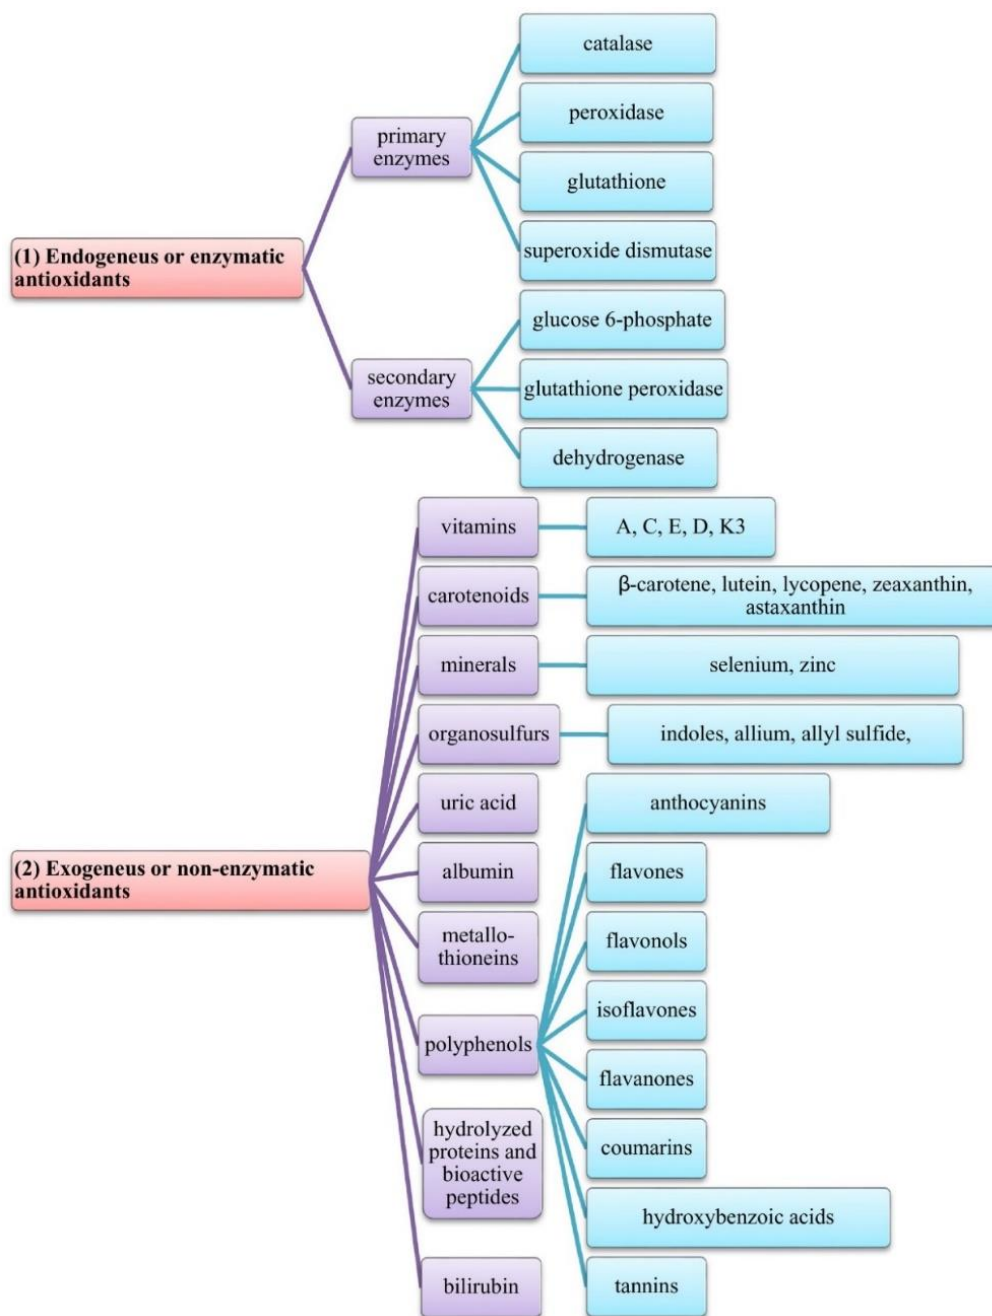 (1) Endogeneus or enzymatic
antioxidants
primary
enzymes
catalase
peroxidase
glutathione
superoxide dismutase
secondary
enzymes
glucose 6-phosphate
glutathione peroxidase
dehydrogenase
(2) Exogeneus or non-enzymatic
antioxidants
vitamins
A, C, E, D, K3
carotenoids
β-carotene, lutein, lycopene, zeaxanthin,
astaxanthin
minerals
selenium, zinc
organosulfurs
indoles, allium, allyl sulfide,
uric acid
albumin
metallo-
thioneins
polyphenols
anthocyanins
flavones
flavonols
isoflavones
flavanones
coumarins
hydroxybenzoic acids
tannins
hydrolyzed
proteins and
bioactive
peptides
bilirubin